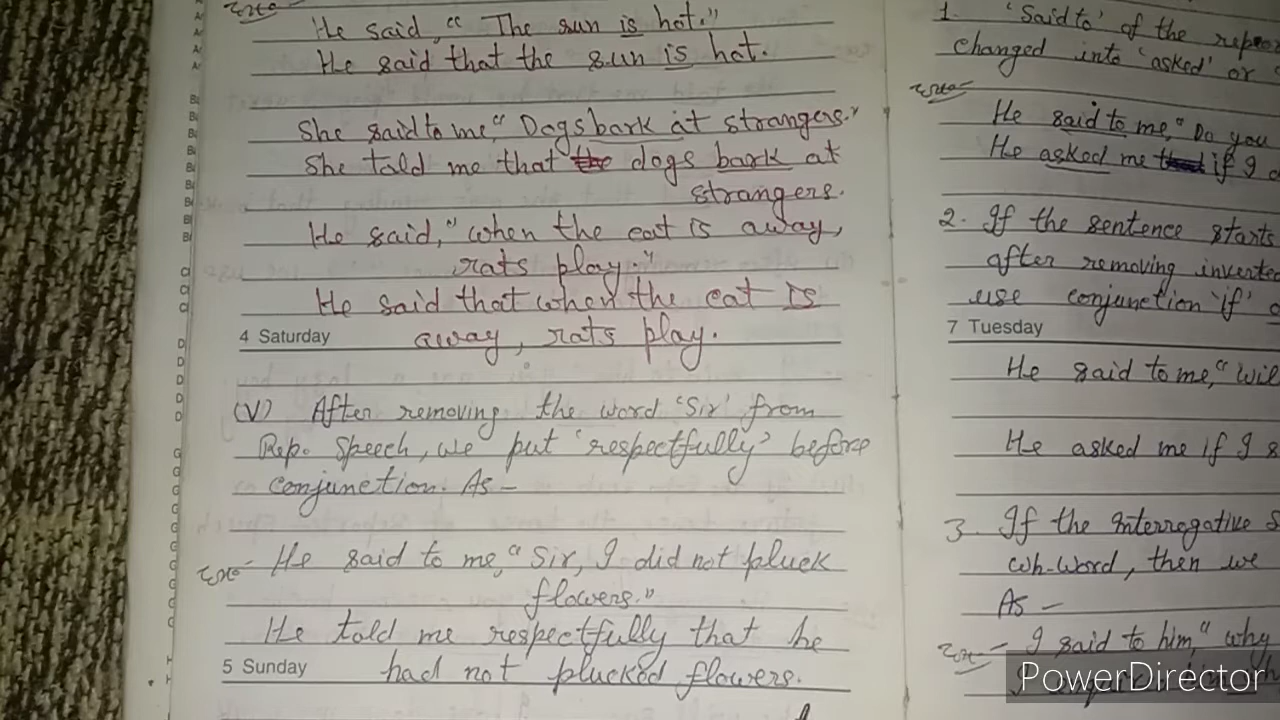 Exo-
He said, "The sun is hot."
He said that the sun is hot.
She said to me," Dogs bark at strangers."
She told me that the dogs bark at
strangers.
He said, "when the cat is away,
rats play."
He said that when the cat is
4 Saturday away, rats play.
(V) After removing the word 'Sir' from
Rep. Speech, we put 'respectfully' before
conjunction. As –
Exo- He said to me," Sir, I did not pluck
flowers."
He told me respectfully that he
5 Sunday had not plucked flowers.
1. 'Said to' of the
changed into 'asked' or
Exo-
He said to me," Do you
He asked me if I
2. If the sentence starts
after removing
use conjunction 'if'
7 Tuesday
He said to me,"
He asked me if I
3. If the Interrogative
Wh-Word, then we
As –
Exo- I said to him," why
PowerDirector